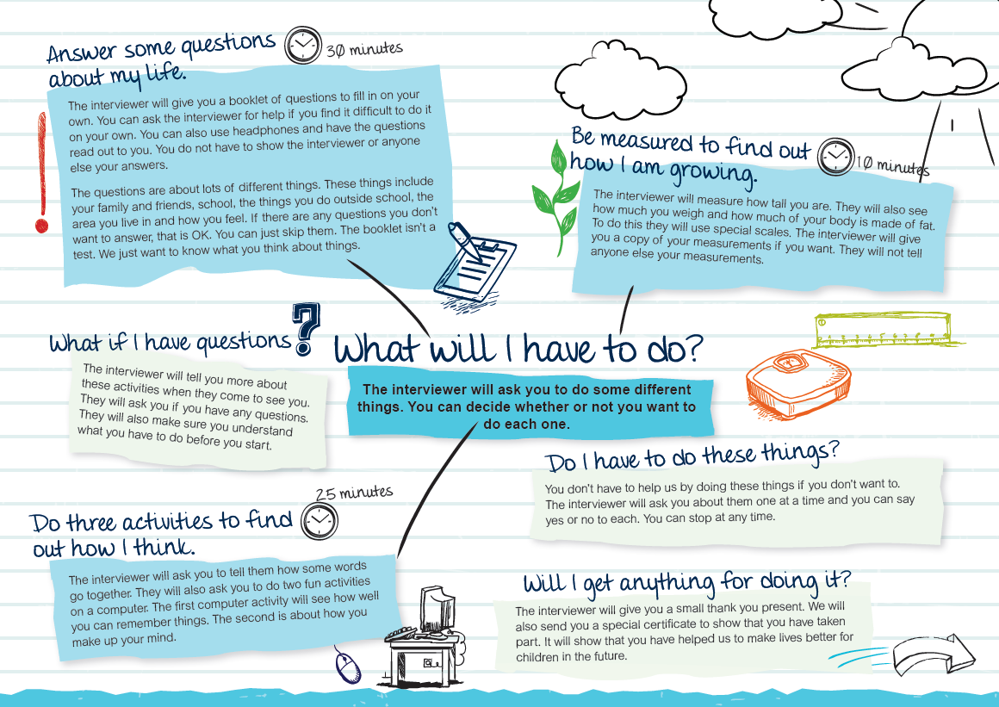 Answer some questions
about my life.
30 minutes
The interviewer will give you a booklet of questions to fill in on your
own. You can ask the interviewer for help if you find it difficult to do it
on your own. You can also use headphones and have the questions
read out to you. You do not have to show the interviewer or anyone
else your answers.
The questions are about lots of different things. These things include
your family and friends, school, the things you do outside school, the
area you live in and how you feel. If there are any questions you don't
want to answer, that is OK. You can just skip them. The booklet isn't a
test. We just want to know what you think about things.
Be measured to find out
how I am growing.
10 minutes
The interviewer will measure how tall you are. They will also see
how much you weigh and how much of your body is made of fat.
To do this they will use special scales. The interviewer will give
you a copy of your measurements if you want. They will not tell
anyone else your measurements.
What if I have questions?
The interviewer will tell you more about
these activities when they come to see you.
They will ask you if you have any questions.
They will also make sure you understand
what you have to do before you start.
What will I have to do?
The interviewer will ask you to do some different
things. You can decide whether or not you want to
do each one.
Do I have to do these things?
You don't have to help us by doing these things if you don't want to.
The interviewer will ask you about them one at a time and you can say
yes or no to each. You can stop at any time.
25 minutes
Do three activities to find
out how I think.
The interviewer will ask you to tell them how some words
go together. They will also ask you to do two fun activities
on a computer. The first computer activity will see how well
you can remember things. The second is about how you
make up your mind.
Will I get anything for doing it?
The interviewer will give you a small thank you present. We will
also send you a special certificate to show that you have taken
part. It will show that you have helped us to make lives better for
children in the future.